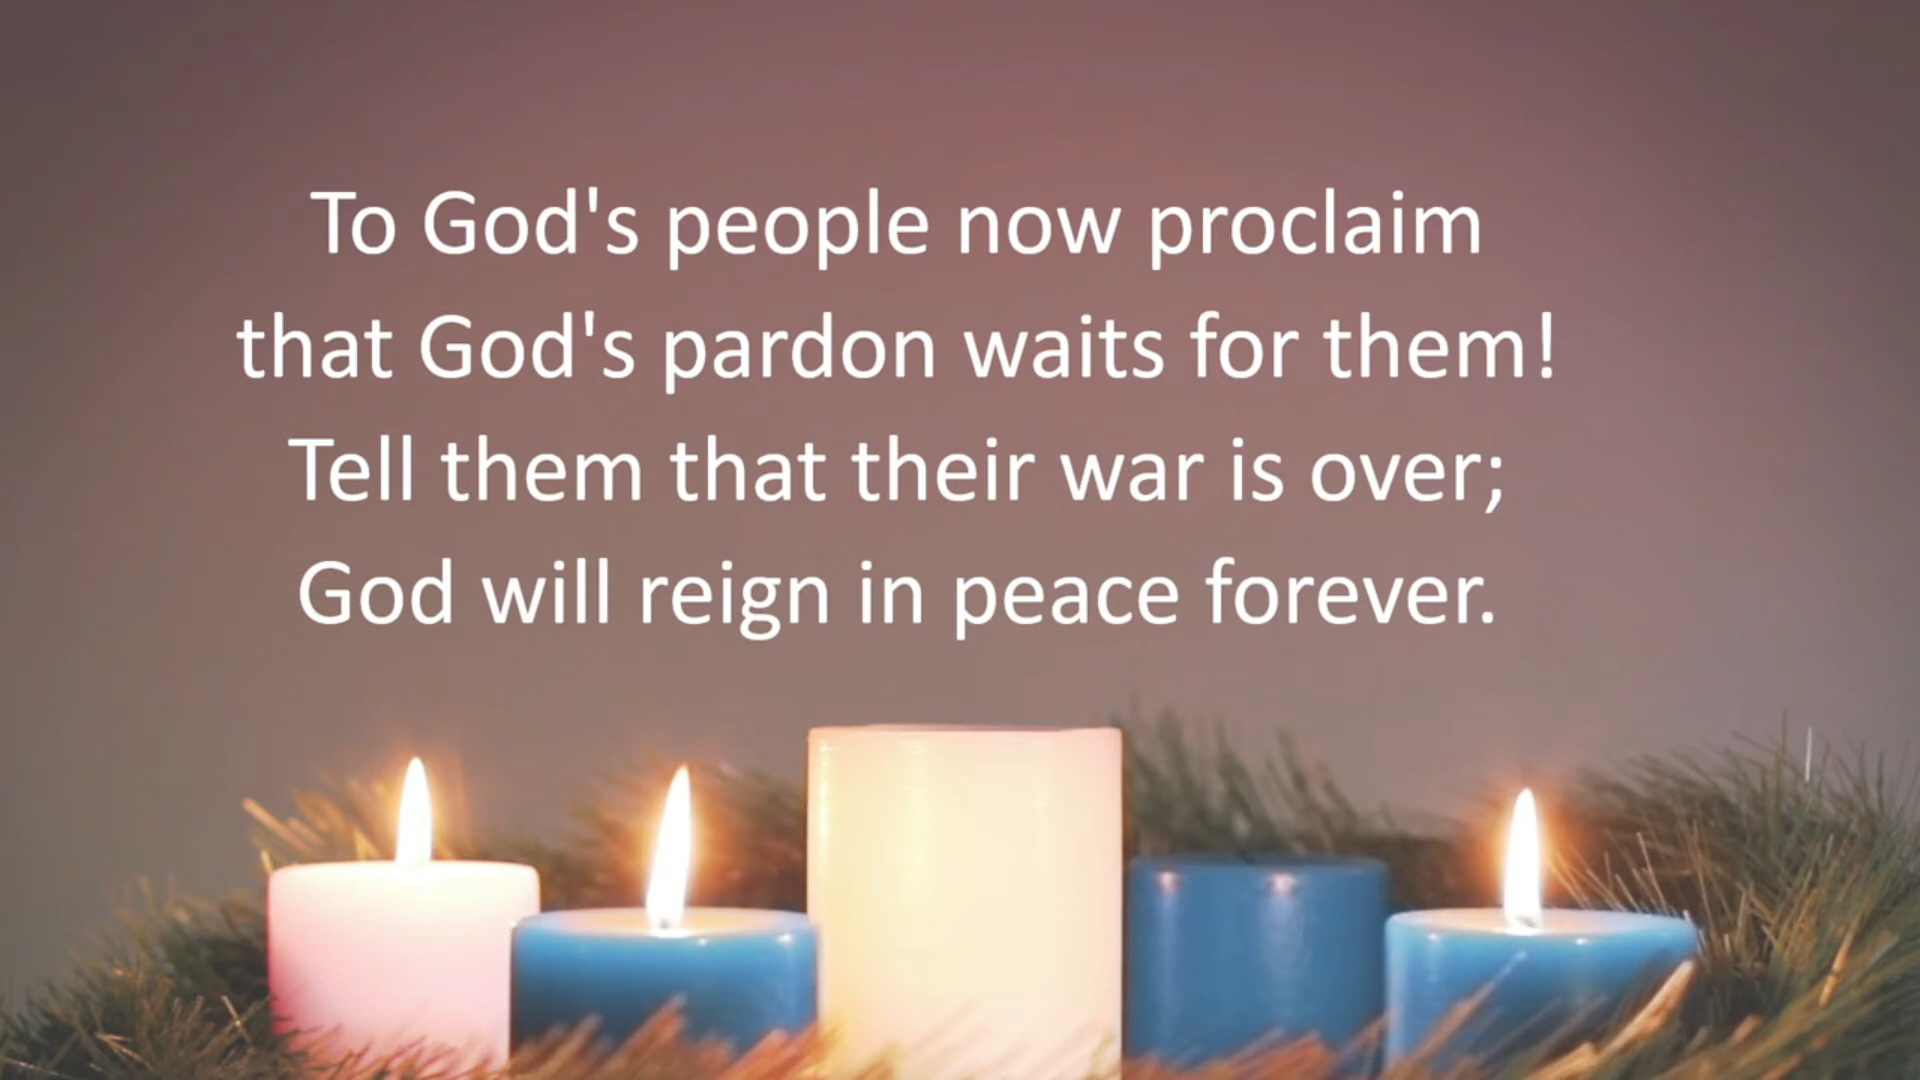 To God's people now proclaim
that God's pardon waits for them!
Tell them that their war is over;
God will reign in peace forever.